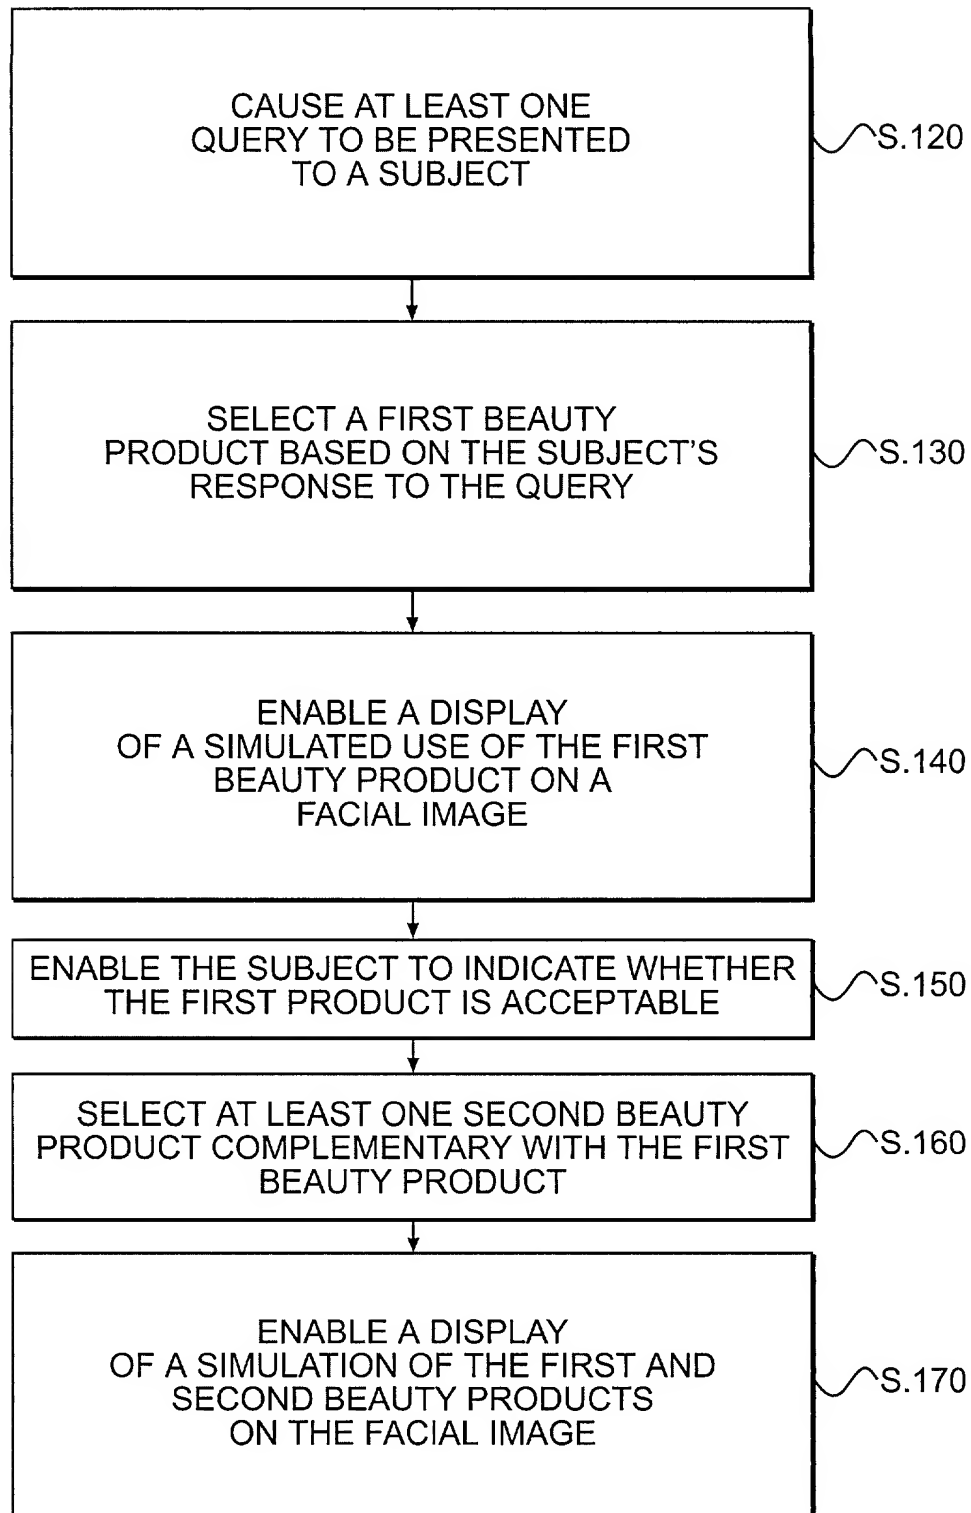 CAUSE AT LEAST ONE
QUERY TO BE PRESENTED
TO A SUBJECT
S.120
SELECT A FIRST BEAUTY
PRODUCT BASED ON THE SUBJECT'S
RESPONSE TO THE QUERY
S.130
ENABLE A DISPLAY
OF A SIMULATED USE OF THE FIRST
BEAUTY PRODUCT ON A
FACIAL IMAGE
S.140
ENABLE THE SUBJECT TO INDICATE WHETHER
THE FIRST PRODUCT IS ACCEPTABLE
S.150
SELECT AT LEAST ONE SECOND BEAUTY
PRODUCT COMPLEMENTARY WITH THE FIRST
BEAUTY PRODUCT
S.160
ENABLE A DISPLAY
OF A SIMULATION OF THE FIRST AND
SECOND BEAUTY PRODUCTS
ON THE FACIAL IMAGE
S.170